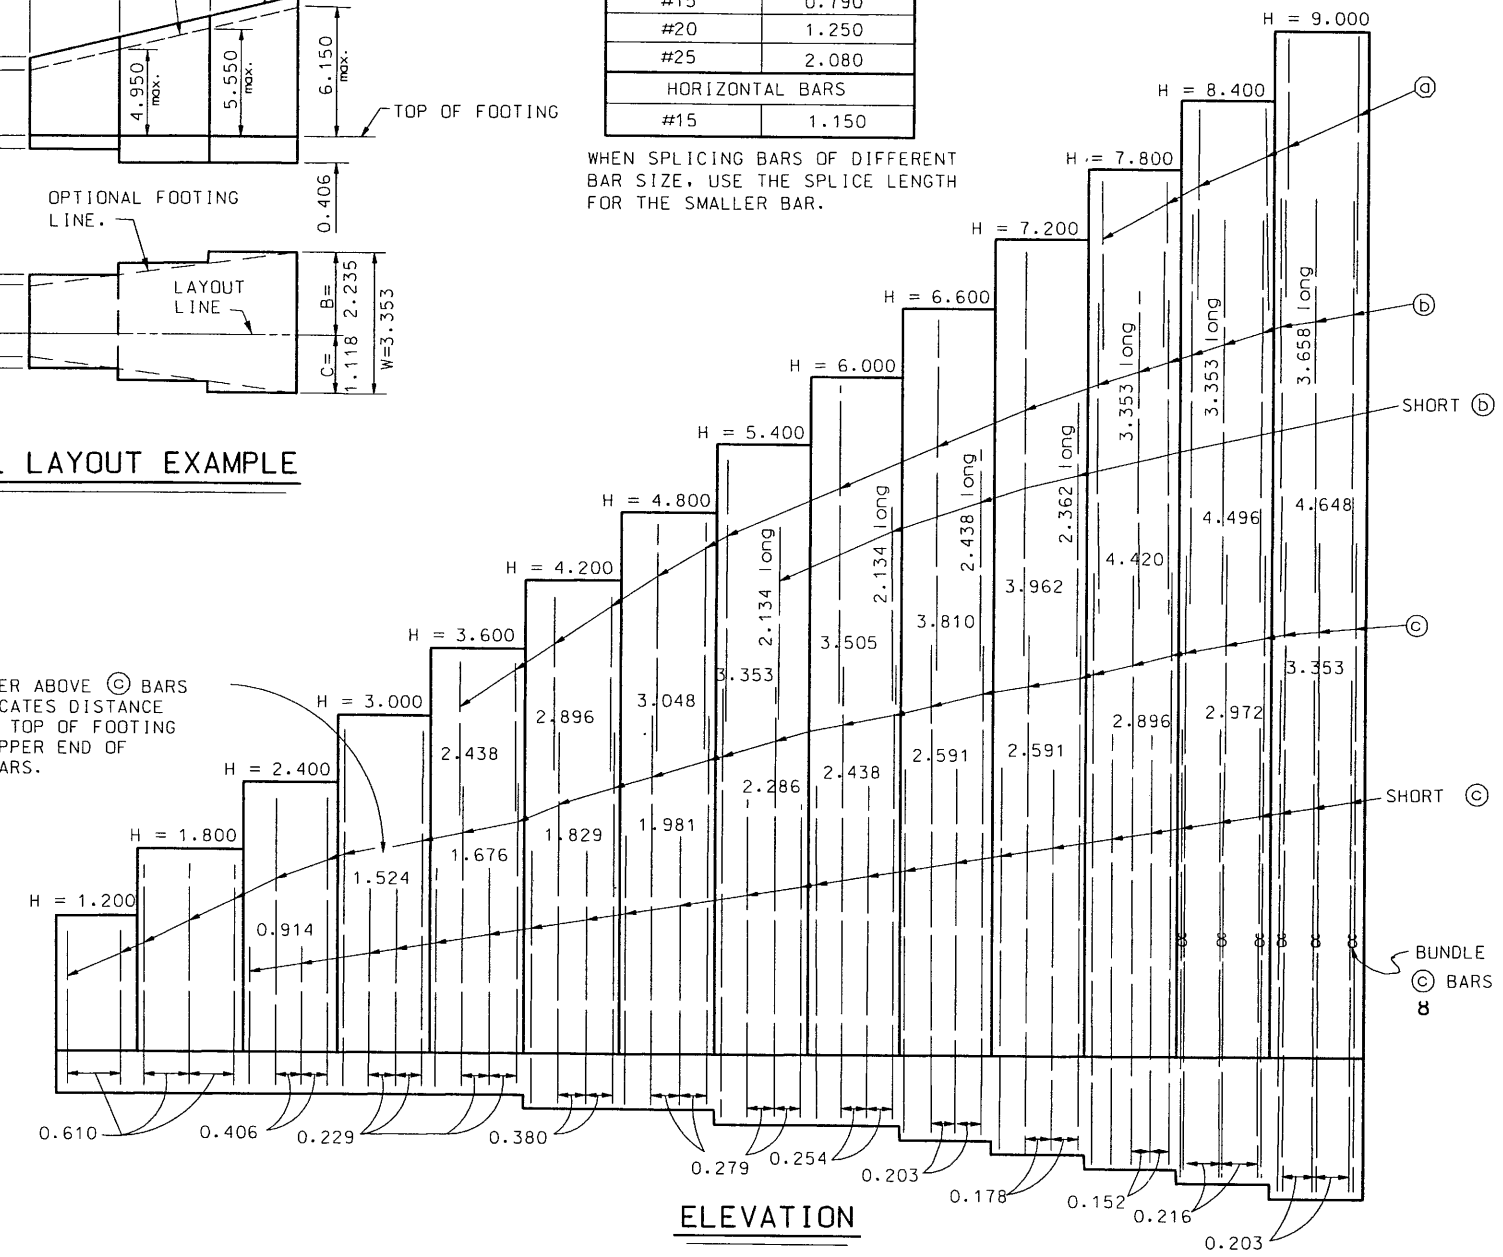 4.950
max.
5.550
max.
6.150
max.
TOP OF FOOTING
0.406
OPTIONAL FOOTING
LINE.
LAYOUT
LINE
B=
2.235
C=
1.118
W=3.353
LAYOUT EXAMPLE
#15 0.790
#20 1.250
#25 2.080
HORIZONTAL BARS
#15 1.150
WHEN SPLICING BARS OF DIFFERENT
BAR SIZE, USE THE SPLICE LENGTH
FOR THE SMALLER BAR.
H = 9.000
H = 8.400
H = 7.800
H = 7.200
H = 6.600
H = 6.000
H = 5.400
H = 4.800
H = 4.200
H = 3.600
H = 3.000
H = 2.400
H = 1.800
H = 1.200
ⓐ
ⓑ
SHORT ⓑ
ⓒ
SHORT ⓒ
ER ABOVE ⓒ BARS
CATES DISTANCE
TOP OF FOOTING
PPER END OF
ARS.
2.134 long
2.134 long
2.438 long
2.362 long
3.353 long
3.353 long
3.658 long
2.438
2.896
3.048
3.353
3.505
3.810
3.962
4.420
4.496
4.648
0.914
1.524
1.676
1.829
1.981
2.286
2.438
2.591
2.591
2.896
2.972
3.353
BUNDLE
ⓒ BARS
8
0.610
0.406
0.229
0.380
0.279
0.254
0.203
0.178
0.152
0.216
0.203
ELEVATION